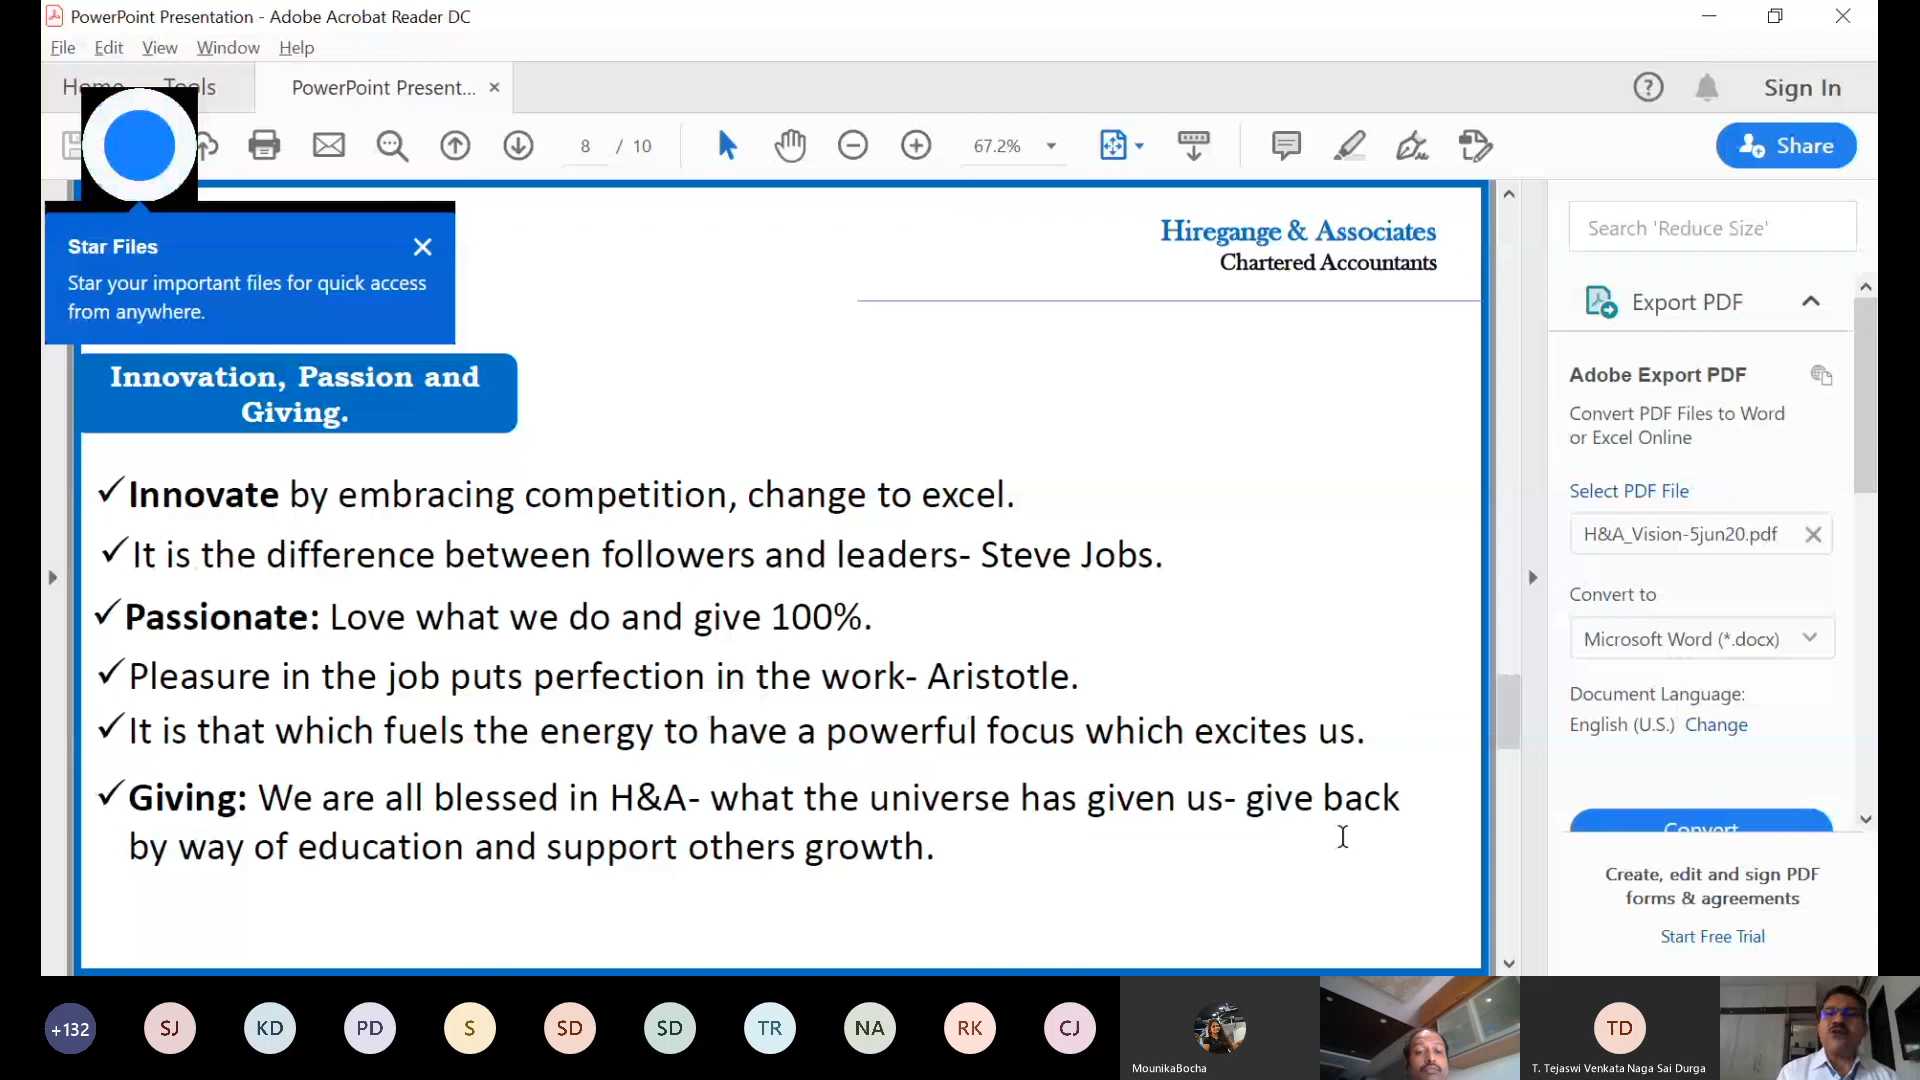 PowerPoint Presentation - Adobe Acrobat Reader DC
File Edit View Window Help
Home Tools PowerPoint Present... Sign In
8 / 10 67.2% Share
Star Files
Star your important files for quick access
from anywhere.
Hiregange & Associates
Chartered Accountants
Innovation, Passion and
Giving.
✓Innovate by embracing competition, change to excel.
✓It is the difference between followers and leaders- Steve Jobs.
✓Passionate: Love what we do and give 100%.
✓Pleasure in the job puts perfection in the work- Aristotle.
✓It is that which fuels the energy to have a powerful focus which excites us.
✓Giving: We are all blessed in H&A- what the universe has given us- give back
by way of education and support others growth.
Search 'Reduce Size'
Export PDF
Adobe Export PDF
Convert PDF Files to Word
or Excel Online
Select PDF File
H&A_Vision-5jun20.pdf
Convert to
Microsoft Word (*.docx)
Document Language:
English (U.S.) Change
Convert
Create, edit and sign PDF
forms & agreements
Start Free Trial
+132 SJ KD PD S SD SD TR NA RK CJ TD
MounikaBocha T. Tejaswi Venkata Naga Sai Durga